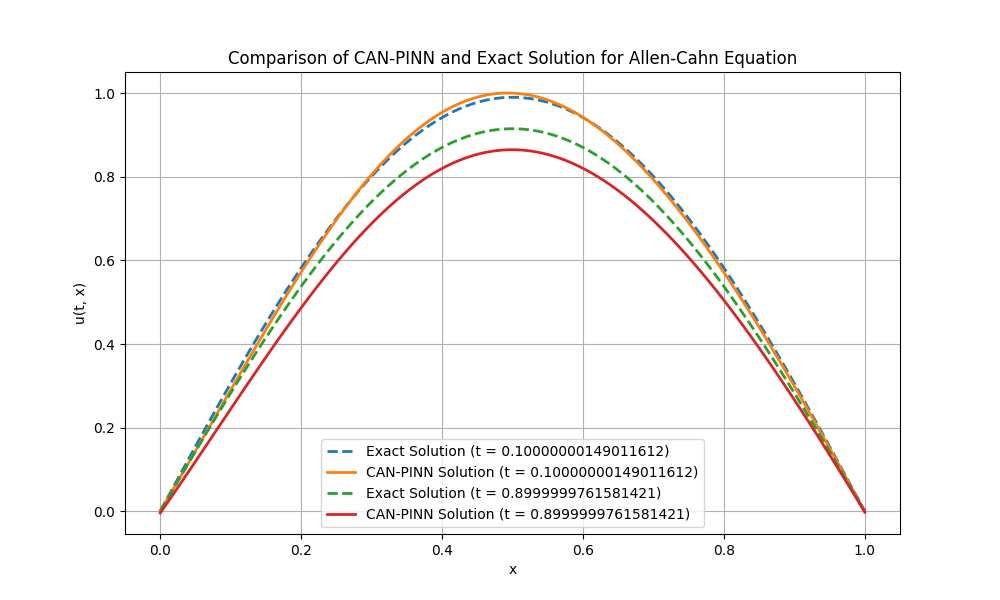 Comparison of CAN-PINN and Exact Solution for Allen-Cahn Equation
1.0
0.8
0.6
0.4
0.2
0.0
u(t, x)
Exact Solution (t = 0.10000000149011612)
CAN-PINN Solution (t = 0.10000000149011612)
Exact Solution (t = 0.8999999761581421)
CAN-PINN Solution (t = 0.8999999761581421)
0.0 0.2 0.4 0.6 0.8 1.0
x